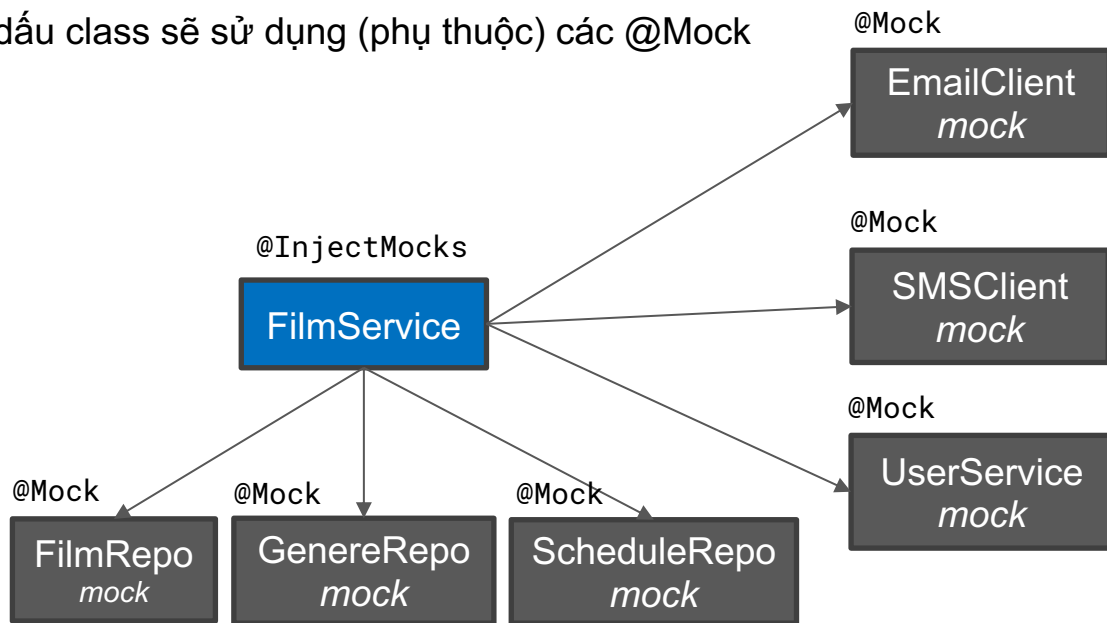 dấu class sẽ sử dụng (phụ thuộc) các @Mock
@Mock
EmailClient
mock
@Mock
SMSClient
mock
@InjectMocks
FilmService
@Mock
UserService
mock
@Mock
FilmRepo
mock
@Mock
GenereRepo
mock
@Mock
ScheduleRepo
mock